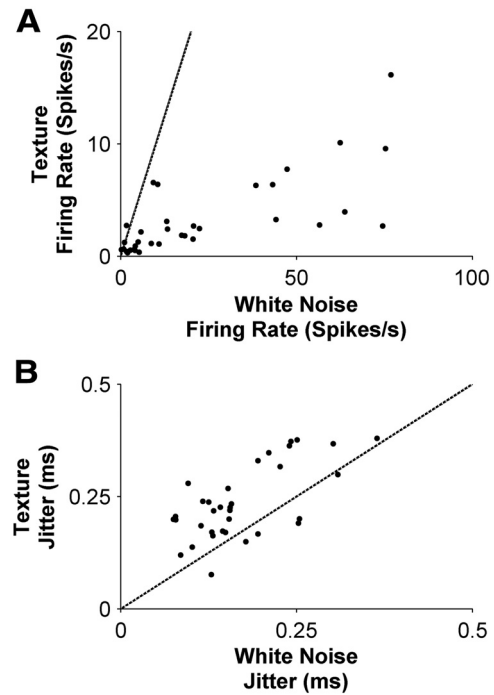 A
20
Texture
Firing Rate (Spikes/s)
10
0
0
50
100
White Noise
Firing Rate (Spikes/s)
B
0.5
Texture
Jitter (ms)
0.25
0
0
0.25
0.5
White Noise
Jitter (ms)